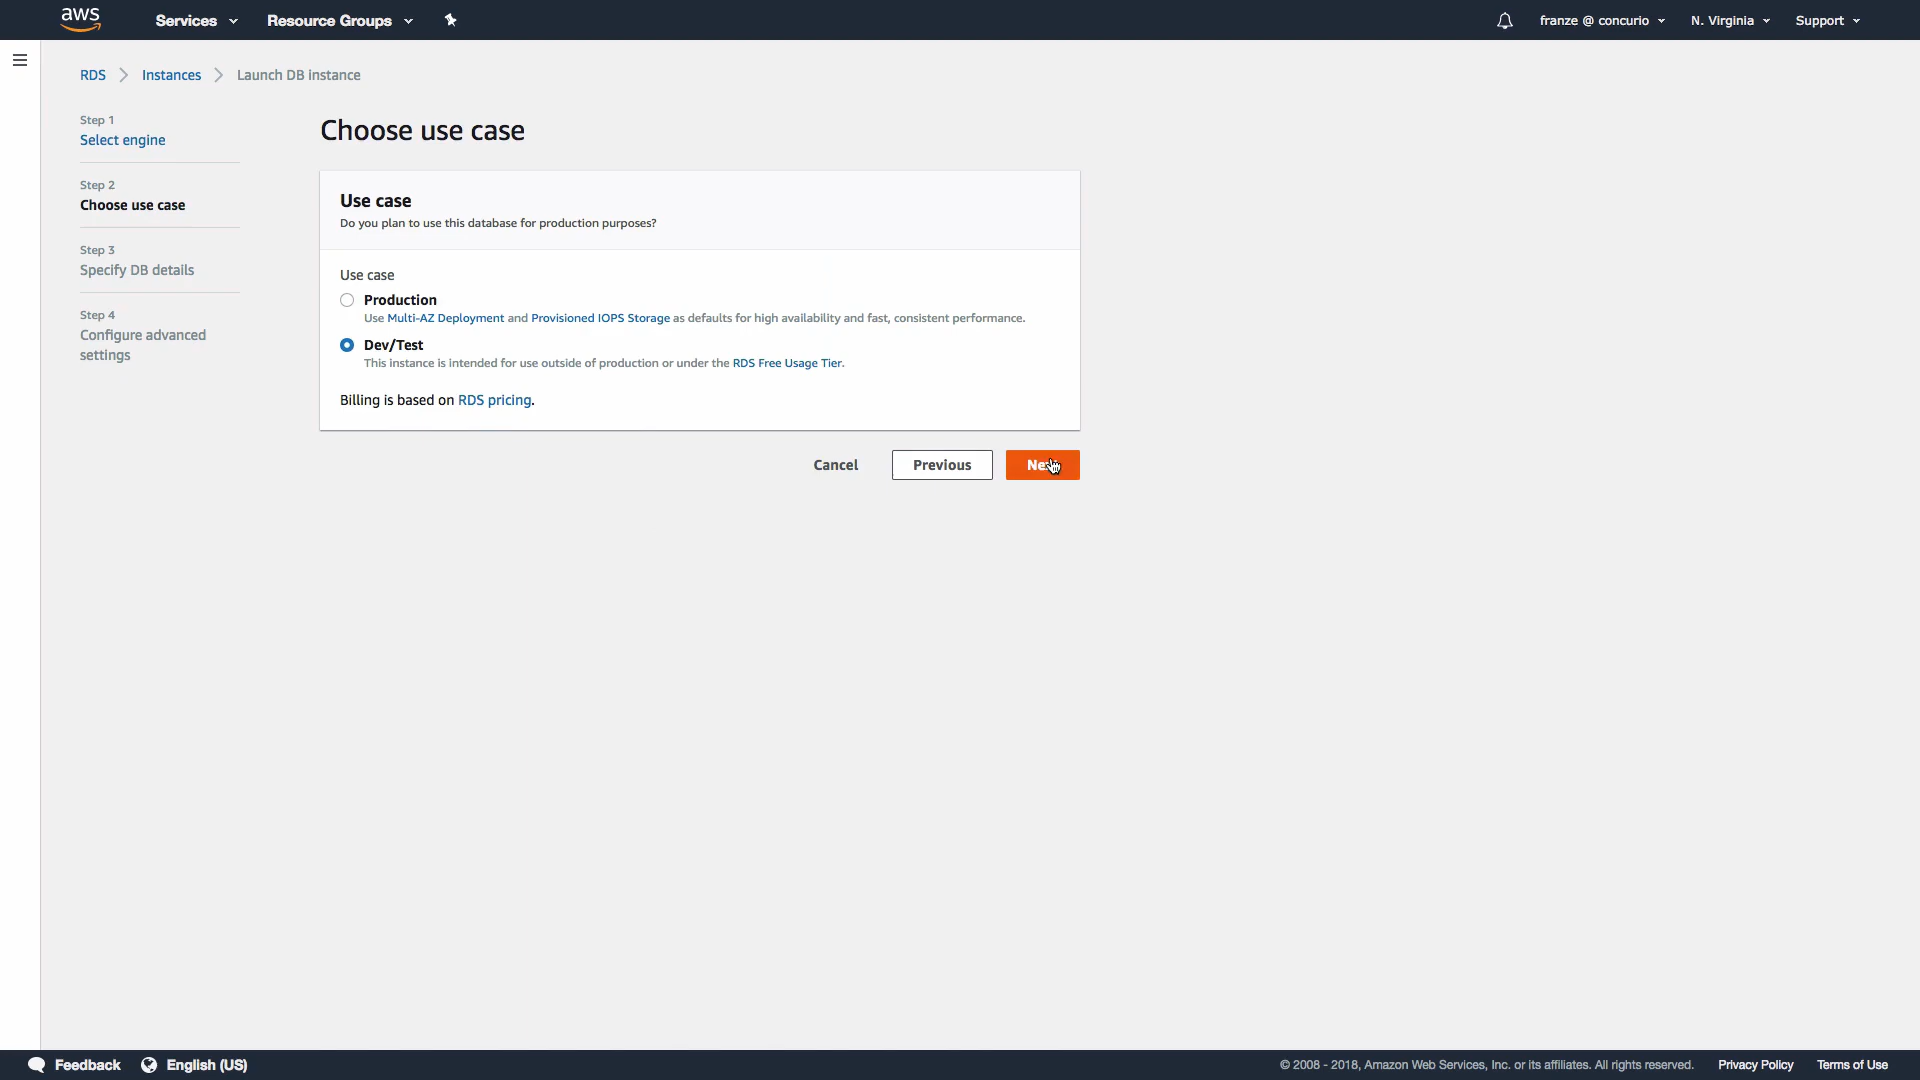 aws
Services
Resource Groups
franze @ concurio
N. Virginia
Support
RDS
Instances
Launch DB instance
Step 1
Select engine
Step 2
Choose use case
Step 3
Specify DB details
Step 4
Configure advanced
settings
Choose use case
Use case
Do you plan to use this database for production purposes?
Use case
Production
Use Multi-AZ Deployment and Provisioned IOPS Storage as defaults for high availability and fast, consistent performance.
Dev/Test
This instance is intended for use outside of production or under the RDS Free Usage Tier.
Billing is based on RDS pricing.
Cancel
Previous
Feedback
English (US)
© 2008 - 2018, Amazon Web Services, Inc. or its affiliates. All rights reserved.
Privacy Policy
Terms of Use